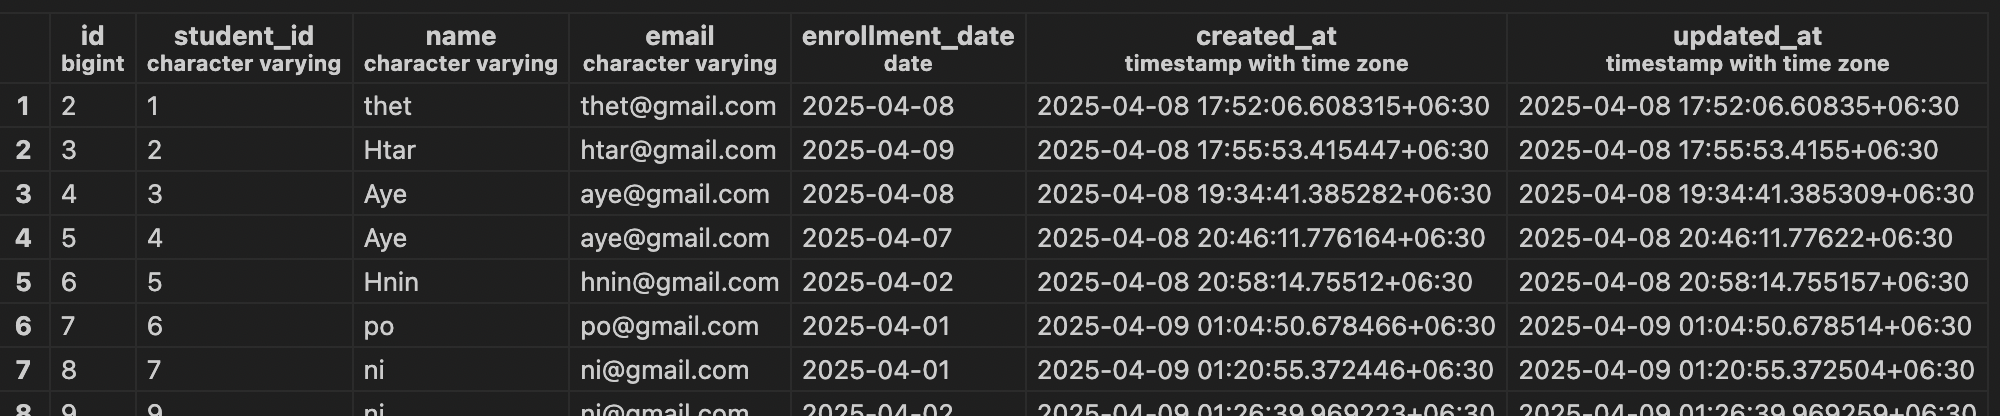 id student_id name email enrollment_date created_at updated_at
bigint character varying character varying character varying date timestamp with time zone timestamp with time zone
1 2 1 thet thet@gmail.com 2025-04-08 2025-04-08 17:52:06.608315+06:30 2025-04-08 17:52:06.60835+06:30
2 3 2 Htar htar@gmail.com 2025-04-09 2025-04-08 17:55:53.415447+06:30 2025-04-08 17:55:53.4155+06:30
3 4 3 Aye aye@gmail.com 2025-04-08 2025-04-08 19:34:41.385282+06:30 2025-04-08 19:34:41.385309+06:30
4 5 4 Aye aye@gmail.com 2025-04-07 2025-04-08 20:46:11.776164+06:30 2025-04-08 20:46:11.77622+06:30
5 6 5 Hnin hnin@gmail.com 2025-04-02 2025-04-08 20:58:14.75512+06:30 2025-04-08 20:58:14.755157+06:30
6 7 6 po po@gmail.com 2025-04-01 2025-04-09 01:04:50.678466+06:30 2025-04-09 01:04:50.678514+06:30
7 8 7 ni ni@gmail.com 2025-04-01 2025-04-09 01:20:55.372446+06:30 2025-04-09 01:20:55.372504+06:30
8 9 9 ni ni@gmail.com 2025-04-02 2025-04-09 01:26:39.969223+06:30 2025-04-09 01:26:39.969259+06:30